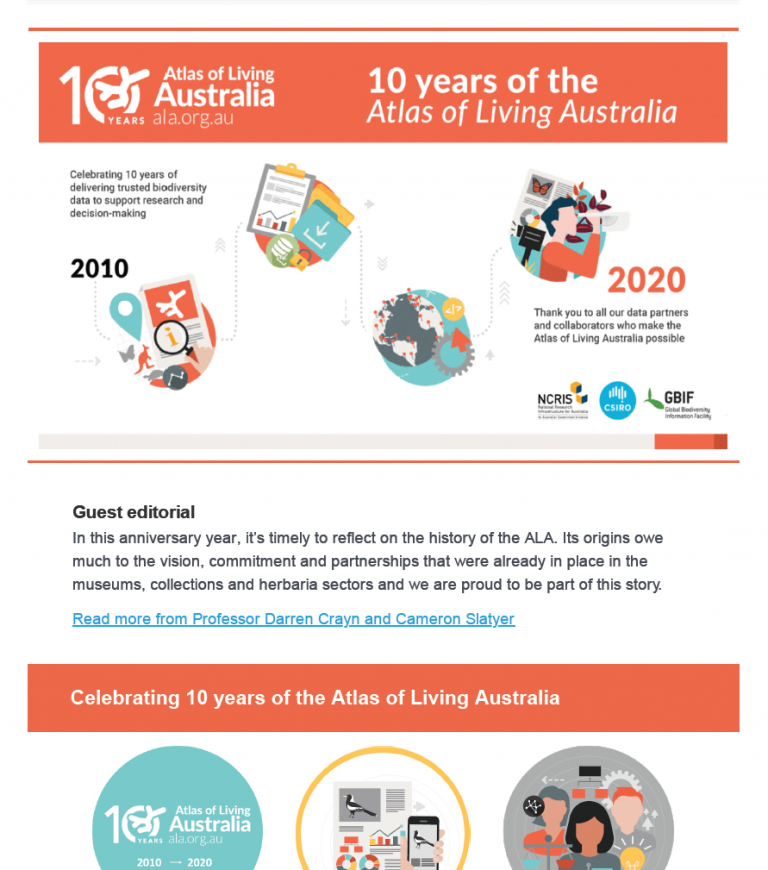 10 YEARS
Atlas of Living
Australia
ala.org.au
10 years of the
Atlas of Living Australia
Celebrating 10 years of
delivering trusted biodiversity
data to support research and
decision-making
2010
i
</>
2020
Thank you to all our data partners
and collaborators who make the
Atlas of Living Australia possible
NCRIS
National Research
Infrastructure for Australia
An Australian Government Initiative
CSIRO
GBIF
Global Biodiversity
Information Facility
Guest editorial
In this anniversary year, it's timely to reflect on the history of the ALA. Its origins owe
much to the vision, commitment and partnerships that were already in place in the
museums, collections and herbaria sectors and we are proud to be part of this story.
Read more from Professor Darren Crayn and Cameron Slatyer
Celebrating 10 years of the Atlas of Living Australia
10 YEARS
Atlas of Living
Australia
ala.org.au
2010 → 2020